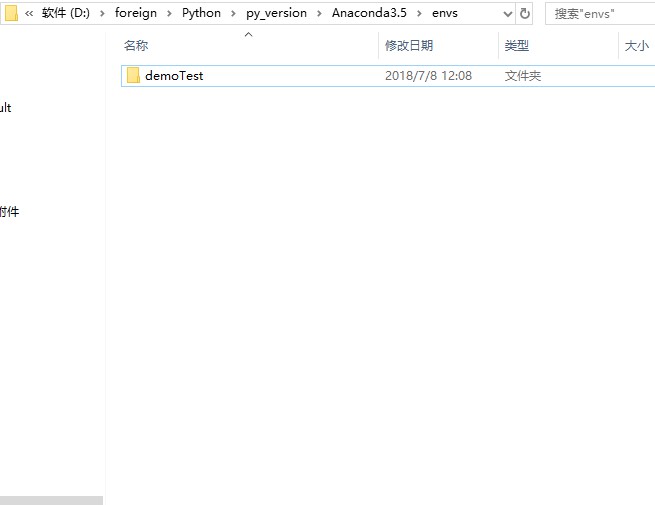 « 软件 (D:) › foreign › Python › py_version › Anaconda3.5 › envs
搜索"envs"
名称 修改日期 类型 大小
demoTest 2018/7/8 12:08 文件夹
ult
附件